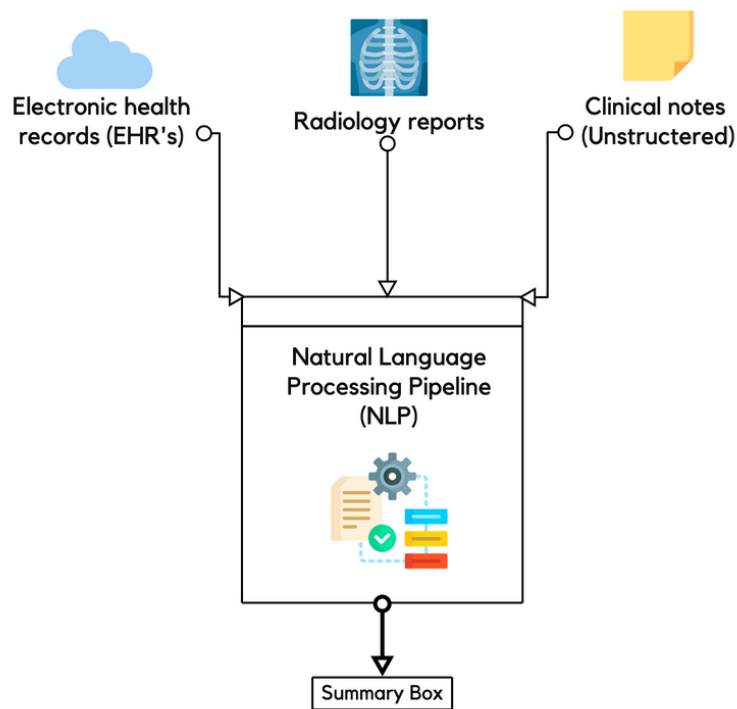 Electronic health
records (EHR's)
Radiology reports
Clinical notes
(Unstructered)
Natural Language
Processing Pipeline
(NLP)
Summary Box